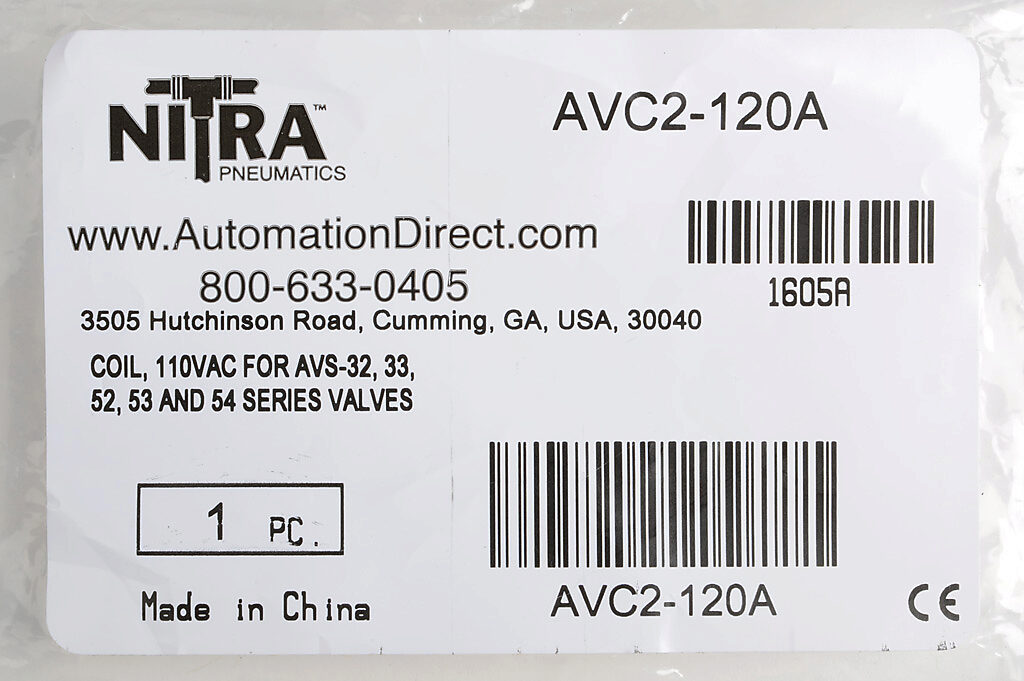 NITRA™
PNEUMATICS
AVC2-120A
www.AutomationDirect.com
800-633-0405
3505 Hutchinson Road, Cumming, GA, USA, 30040
1605A
COIL, 110VAC FOR AVS-32, 33,
52, 53 AND 54 SERIES VALVES
1 PC.
Made in China
AVC2-120A
CE